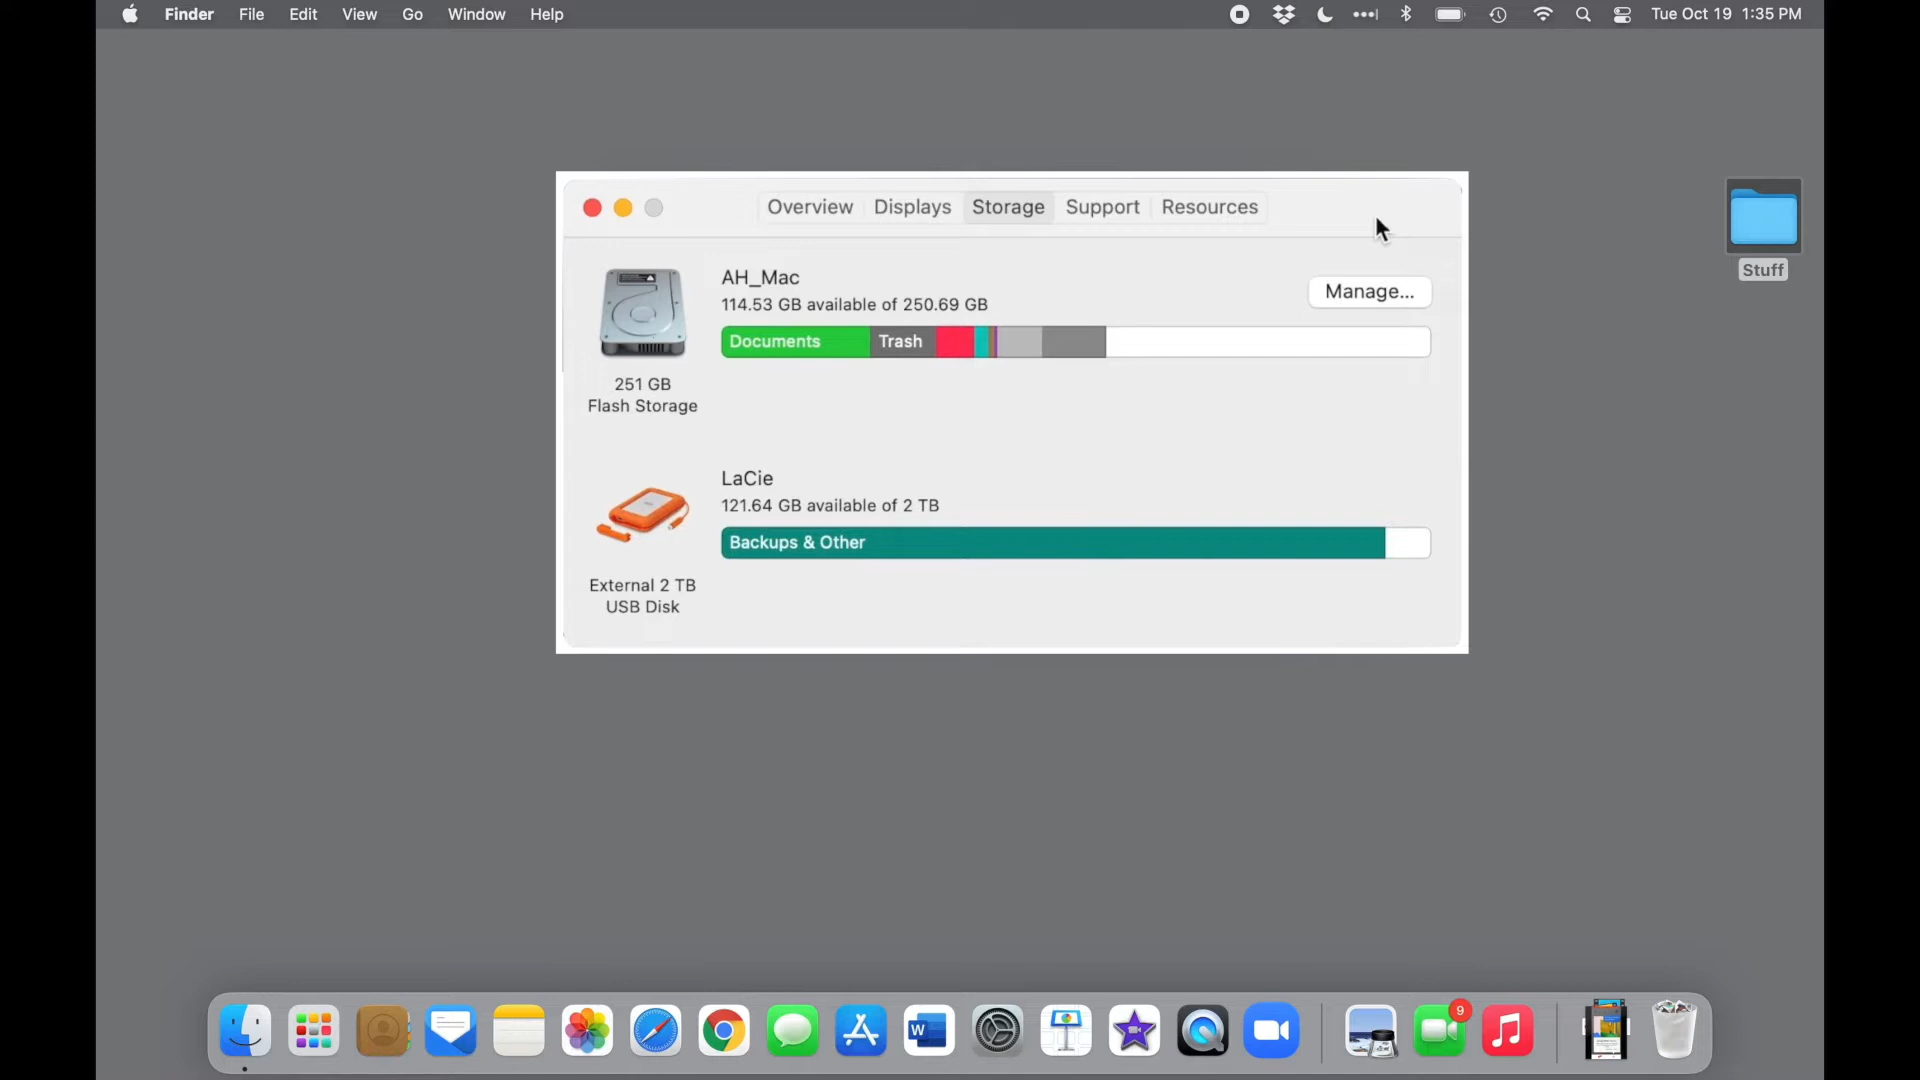 Finder File Edit View Go Window Help Tue Oct 19 1:35 PM
Overview Displays Storage Support Resources
AH_Mac
114.53 GB available of 250.69 GB
Manage...
Documents Trash
251 GB
Flash Storage
LaCie
121.64 GB available of 2 TB
Backups & Other
External 2 TB
USB Disk
Stuff
W
9